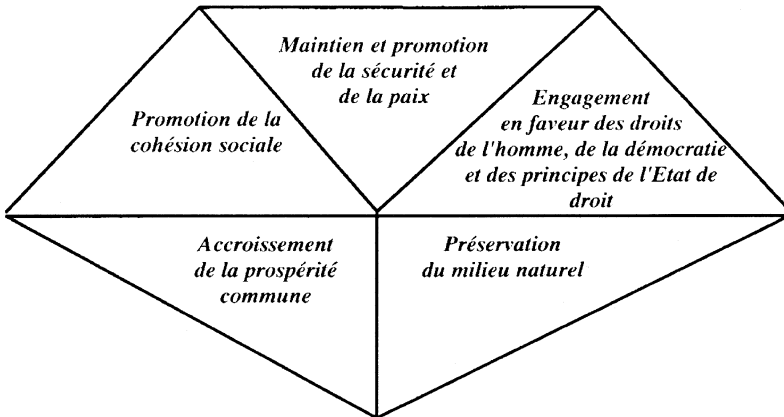 Maintien et promotion
de la sécurité et
de la paix
Promotion de la
cohésion sociale
Engagement
en faveur des droits
de l'homme, de la démocratie
et des principes de l'Etat de
droit
Accroissement
de la prospérité
commune
Préservation
du milieu naturel